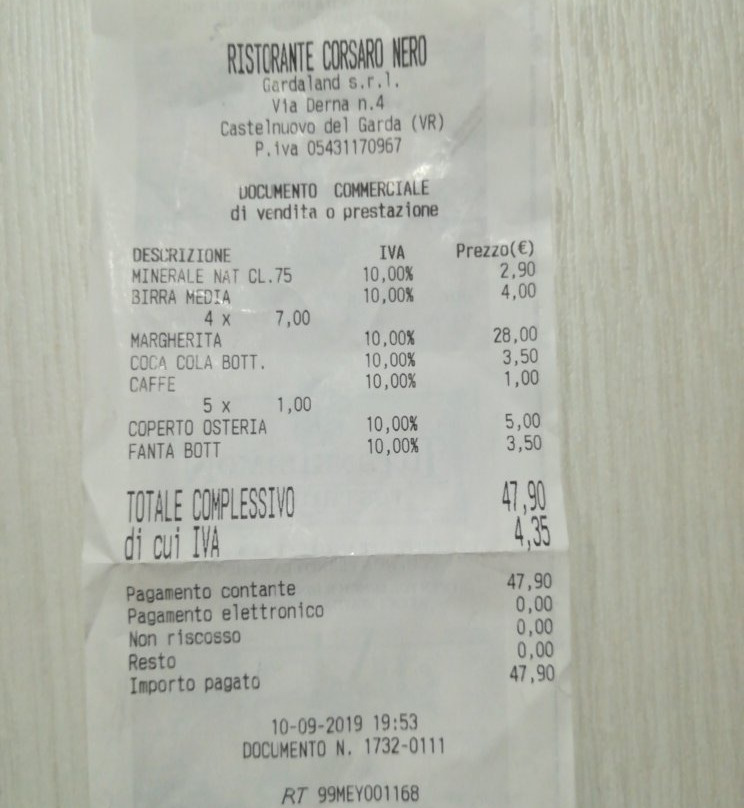 RISTORANTE CORSARO NERO
Gardaland s.r.l.
Via Derna n.4
Castelnuovo del Garda (VR)
P.iva 05431170967
DOCUMENTO COMMERCIALE
di vendita o prestazione
DESCRIZIONE IVA Prezzo(€)
MINERALE NAT CL.75 10,00% 2,90
BIRRA MEDIA 10,00% 4,00
4 x 7,00
MARGHERITA 10,00% 28,00
COCA COLA BOTT. 10,00% 3,50
CAFFE 10,00% 1,00
5 x 1,00
COPERTO OSTERIA 10,00% 5,00
FANTA BOTT 10,00% 3,50
TOTALE COMPLESSIVO 47,90
di cui IVA 4,35
Pagamento contante 47,90
Pagamento elettronico 0,00
Non riscosso 0,00
Resto 0,00
Importo pagato 47,90
10-09-2019 19:53
DOCUMENTO N. 1732-0111
RT 99MEY001168